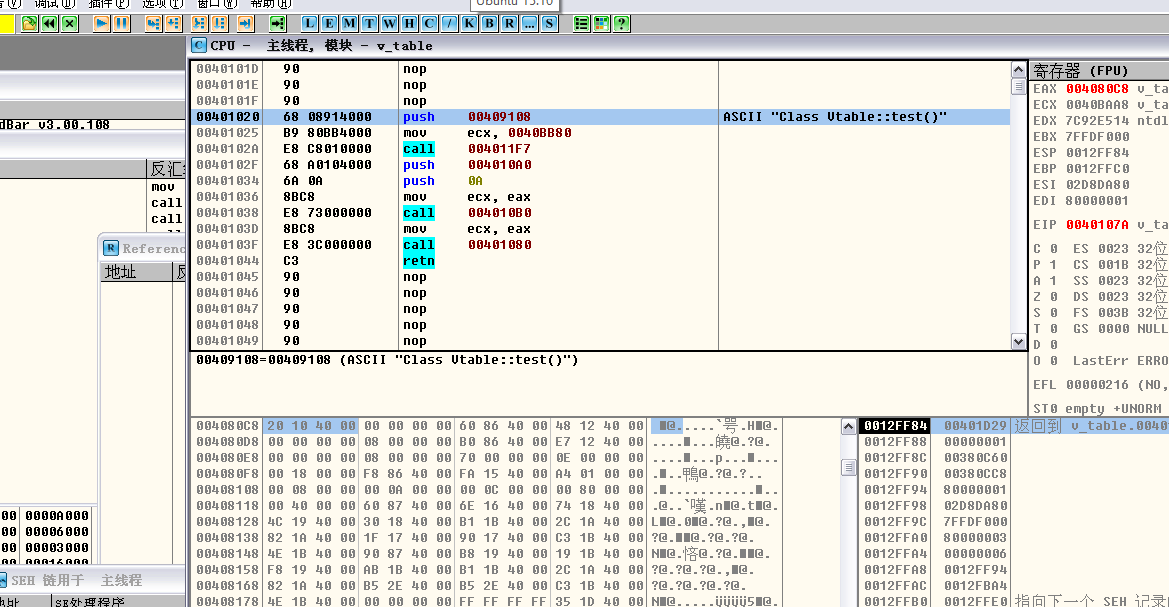 调试(D) 插件(P) 选项(T) 窗口(W) 帮助(H)
Ubuntu 15.10
L E M T W H C / K B R ... S
C CPU - 主线程, 模块 - v_table
dBar v3.00.108
反汇
mov
call
call
R Referenc
地址 反
0040101D 90 nop
0040101E 90 nop
0040101F 90 nop
00401020 68 08914000 push 00409108 ASCII "Class Vtable::test()"
00401025 B9 80BB4000 mov ecx, 0040BB80
0040102A E8 C8010000 call 004011F7
0040102F 68 A0104000 push 004010A0
00401034 6A 0A push 0A
00401036 8BC8 mov ecx, eax
00401038 E8 73000000 call 004010B0
0040103D 8BC8 mov ecx, eax
0040103F E8 3C000000 call 00401080
00401044 C3 retn
00401045 90 nop
00401046 90 nop
00401047 90 nop
00401048 90 nop
00401049 90 nop
00409108=00409108 (ASCII "Class Vtable::test()")
寄存器 (FPU)
EAX 004080C8 v_ta
ECX 0040BAA8 v_ta
EDX 7C92E514 ntdl
EBX 7FFDF000
ESP 0012FF84
EBP 0012FFC0
ESI 02D8DA80
EDI 80000001
EIP 0040107A v_ta
C 0 ES 0023 32位
P 1 CS 001B 32位
A 1 SS 0023 32位
Z 0 DS 0023 32位
S 0 FS 003B 32位
T 0 GS 0000 NULL
D 0
O 0 LastErr ERRO
EFL 00000216 (NO,
ST0 empty +UNORM
004080C8 20 10 40 00 00 00 00 00 60 86 40 00 48 12 40 00
004080D8 00 00 00 00 08 00 00 00 B0 86 40 00 E7 12 40 00
004080E8 00 00 00 00 08 00 00 00 70 00 00 00 0E 00 00 00
004080F8 00 18 00 00 F8 86 40 00 FA 15 40 00 A4 01 00 00
00408108 00 08 00 00 00 0A 00 00 00 0C 00 00 00 80 00 00
00408118 00 40 00 00 60 87 40 00 6E 16 40 00 74 18 40 00
00408128 4C 19 40 00 30 18 40 00 B1 1B 40 00 2C 1A 40 00
00408138 82 1A 40 00 1F 17 40 00 90 17 40 00 C3 1B 40 00
00408148 4E 1B 40 00 90 87 40 00 B8 19 40 00 19 1B 40 00
00408158 F8 19 40 00 AB 1B 40 00 B1 1B 40 00 2C 1A 40 00
00408168 82 1A 40 00 B5 2E 40 00 B5 2E 40 00 C3 1B 40 00
00408178 4E 1B 40 00 00 00 00 00 FF FF FF FF 35 1D 40 00
0012FF84 00401D29 返回到 v_table.0040
0012FF88 00000001
0012FF8C 00380C60
0012FF90 00380CC8
0012FF94 80000001
0012FF98 02D8DA80
0012FF9C 7FFDF000
0012FFA0 80000003
0012FFA4 00000006
0012FFA8 0012FF94
0012FFAC 0012FBA4
0012FFB0 0012FFE0 指向下一个 SEH 记录
00 0000A000
00 00006000
00 00003000
SEH 链用于 主线程
地址 SE处理程序